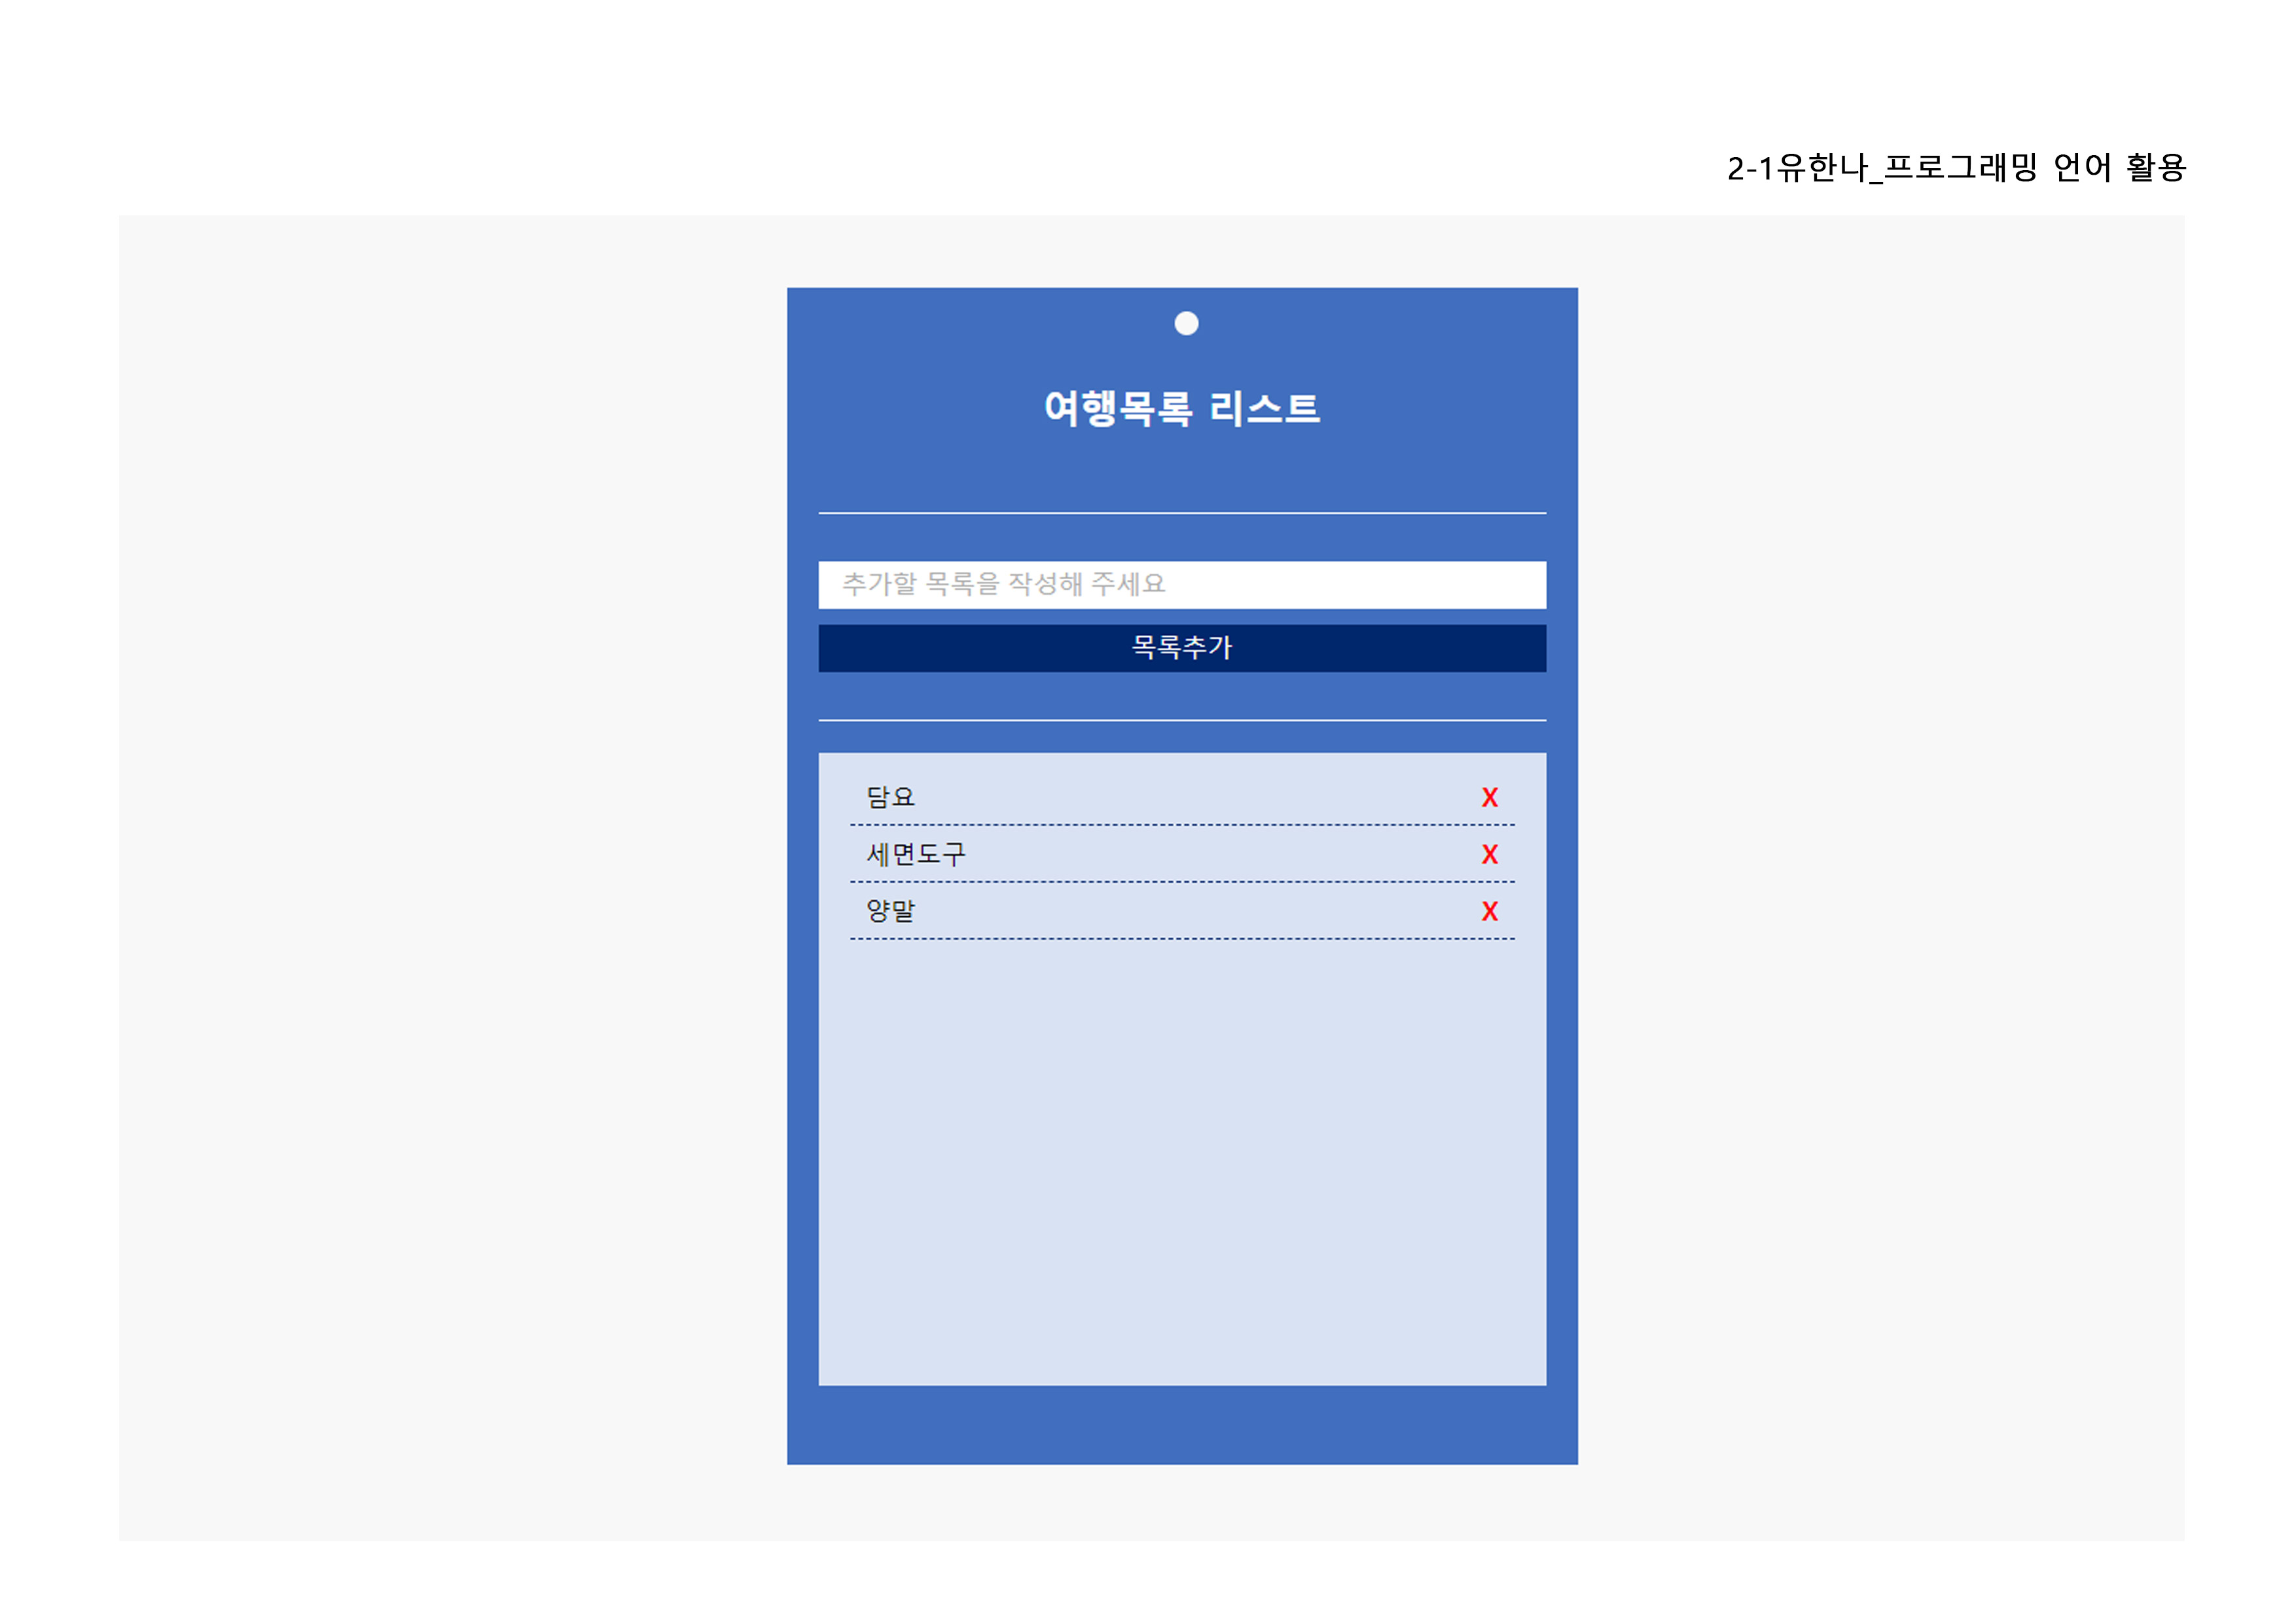 2-1유한나_프로그래밍 언어 활용
여행목록 리스트
추가할 목록을 작성해 주세요
목록추가
담요 X
세면도구 X
양말 X